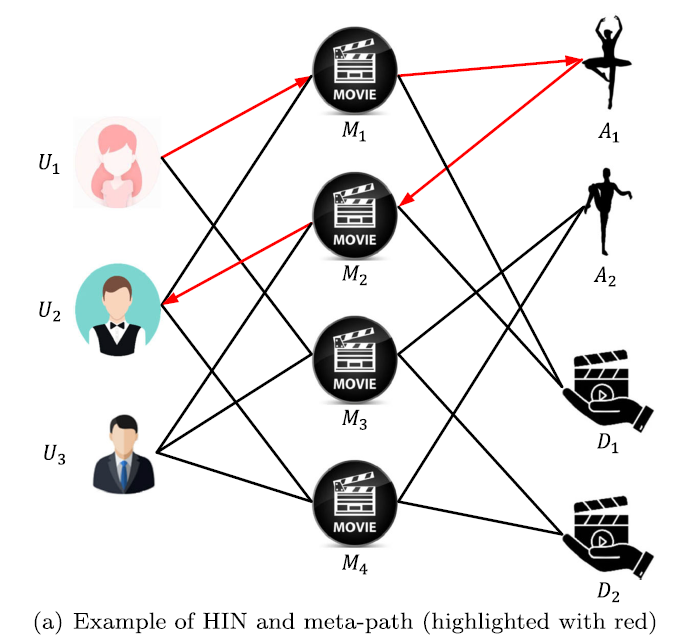 MOVIE
M1
A1
U1
MOVIE
M2
A2
U2
MOVIE
M3
D1
U3
MOVIE
M4
D2
(a) Example of HIN and meta-path (highlighted with red)